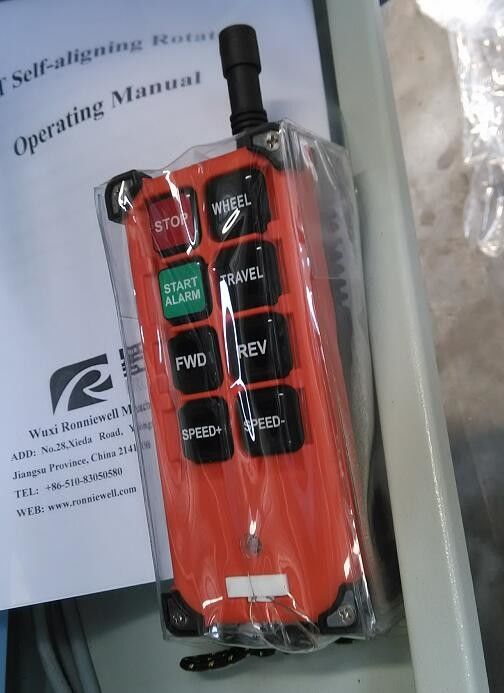 T Self-aligning Rotat
Operating Manual
STOP
WHEEL
START
ALARM
TRAVEL
FWD
REV
SPEED+
SPEED-
Wuxi Ronniewell M
ADD: No.28,Xieda Road,
Jiangsu Province, China 2141
TEL: +86-510-83050580
WEB: www.ronniewell.com